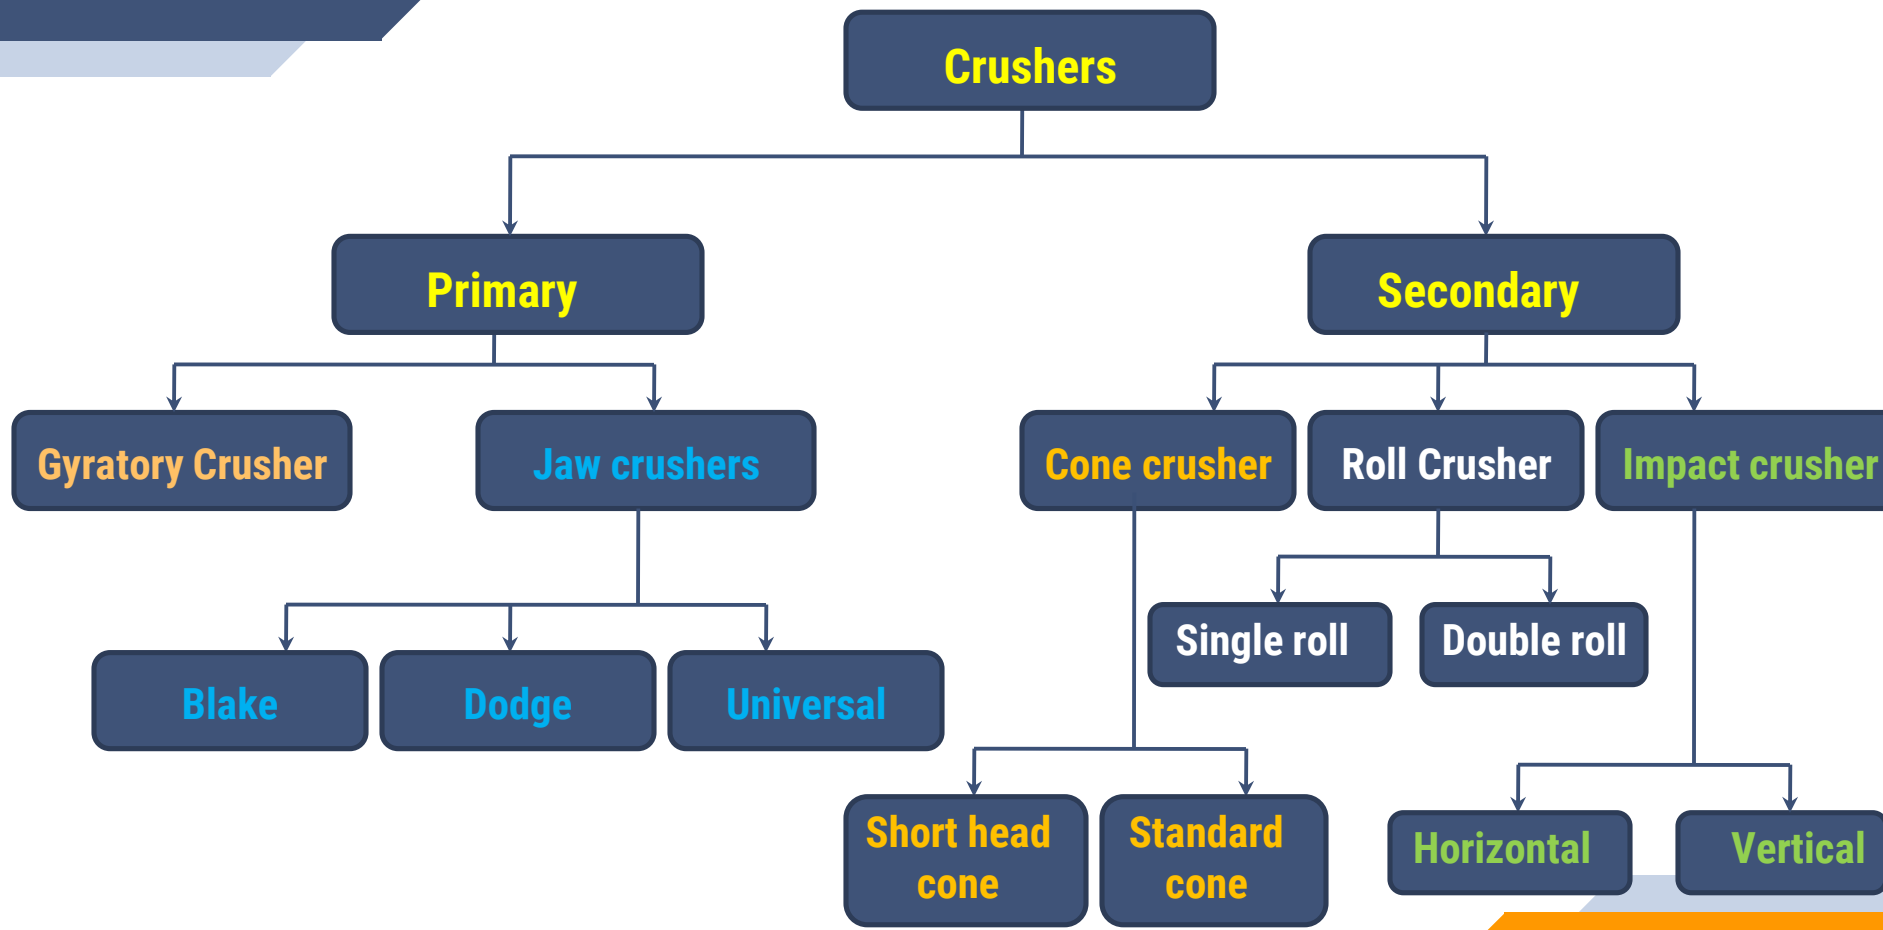 Crushers
Primary
Secondary
Gyratory Crusher
Jaw crushers
Cone crusher
Roll Crusher
Impact crusher
Single roll
Double roll
Blake
Dodge
Universal
Short head
cone
Standard
cone
Horizontal
Vertical